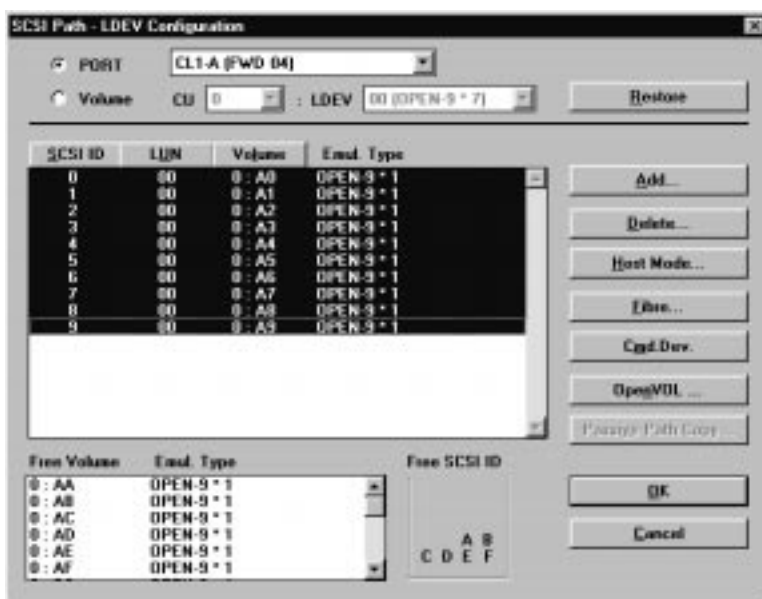 SCSI Path - LDEV Configuration
PORT CL1-A (FWD 04)
Volume CU 0 : LDEV 00 (OPEN-9 * 7) Restore
SCSI ID LUN Volume Emul. Type
0 00 0 : A0 OPEN-9 * 1
1 00 0 : A1 OPEN-9 * 1
2 00 0 : A2 OPEN-9 * 1
3 00 0 : A3 OPEN-9 * 1
4 00 0 : A4 OPEN-9 * 1
5 00 0 : A5 OPEN-9 * 1
6 00 0 : A6 OPEN-9 * 1
7 00 0 : A7 OPEN-9 * 1
8 00 0 : A8 OPEN-9 * 1
9 00 0 : A9 OPEN-9 * 1
Add...
Delete...
Host Mode...
Fibre...
Cmd.Dev.
OpenVOL ...
Path Copy ...
Free Volume Emul. Type
0 : AA OPEN-9 * 1
0 : AB OPEN-9 * 1
0 : AC OPEN-9 * 1
0 : AD OPEN-9 * 1
0 : AE OPEN-9 * 1
0 : AF OPEN-9 * 1
Free SCSI ID
A B
C D E F
OK
Cancel